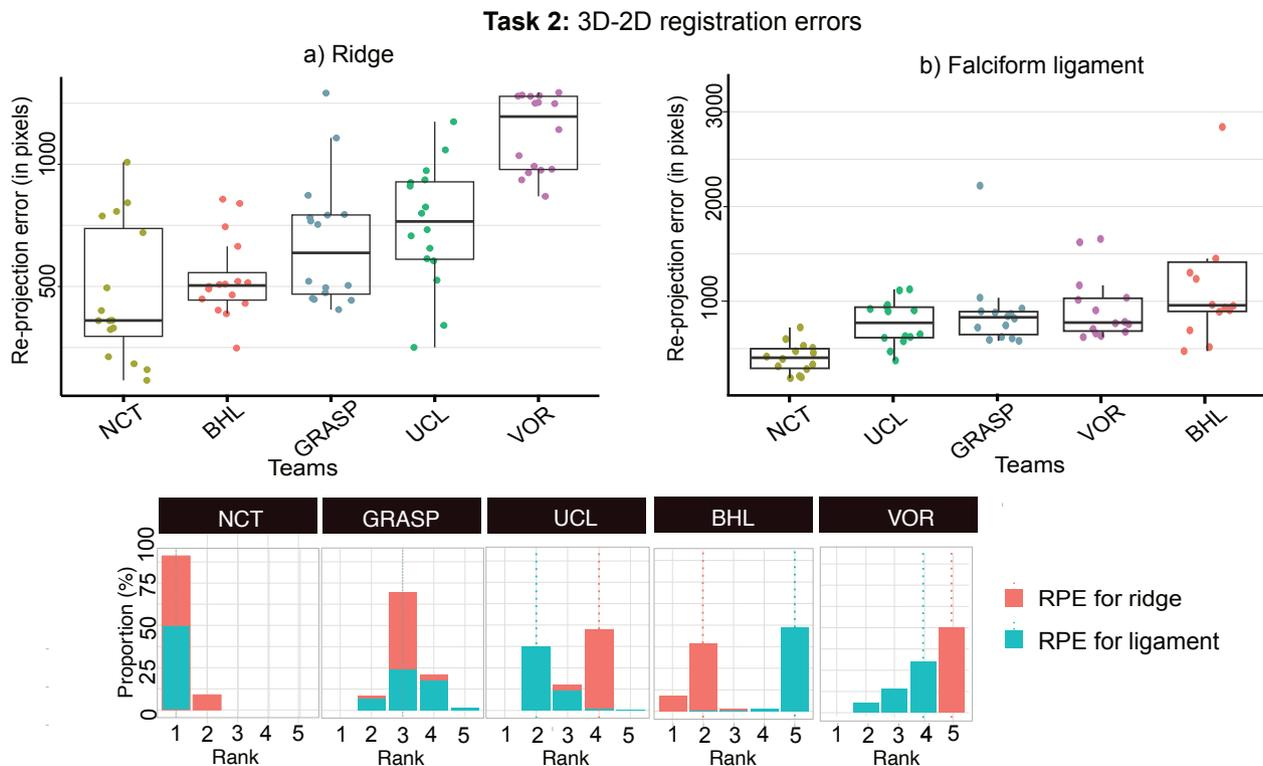 Task 2: 3D-2D registration errors
a) Ridge
b) Falciform ligament
Re-projection error (in pixels)
1000
500
NCT
BHL
GRASP
UCL
VOR
Teams
Re-projection error (in pixels)
3000
2000
1000
NCT
UCL
GRASP
VOR
BHL
Teams
NCT
GRASP
UCL
BHL
VOR
Proportion (%)
100
75
50
25
0
1 2 3 4 5
1 2 3 4 5
1 2 3 4 5
1 2 3 4 5
1 2 3 4 5
Rank
Rank
Rank
Rank
Rank
RPE for ridge
RPE for ligament